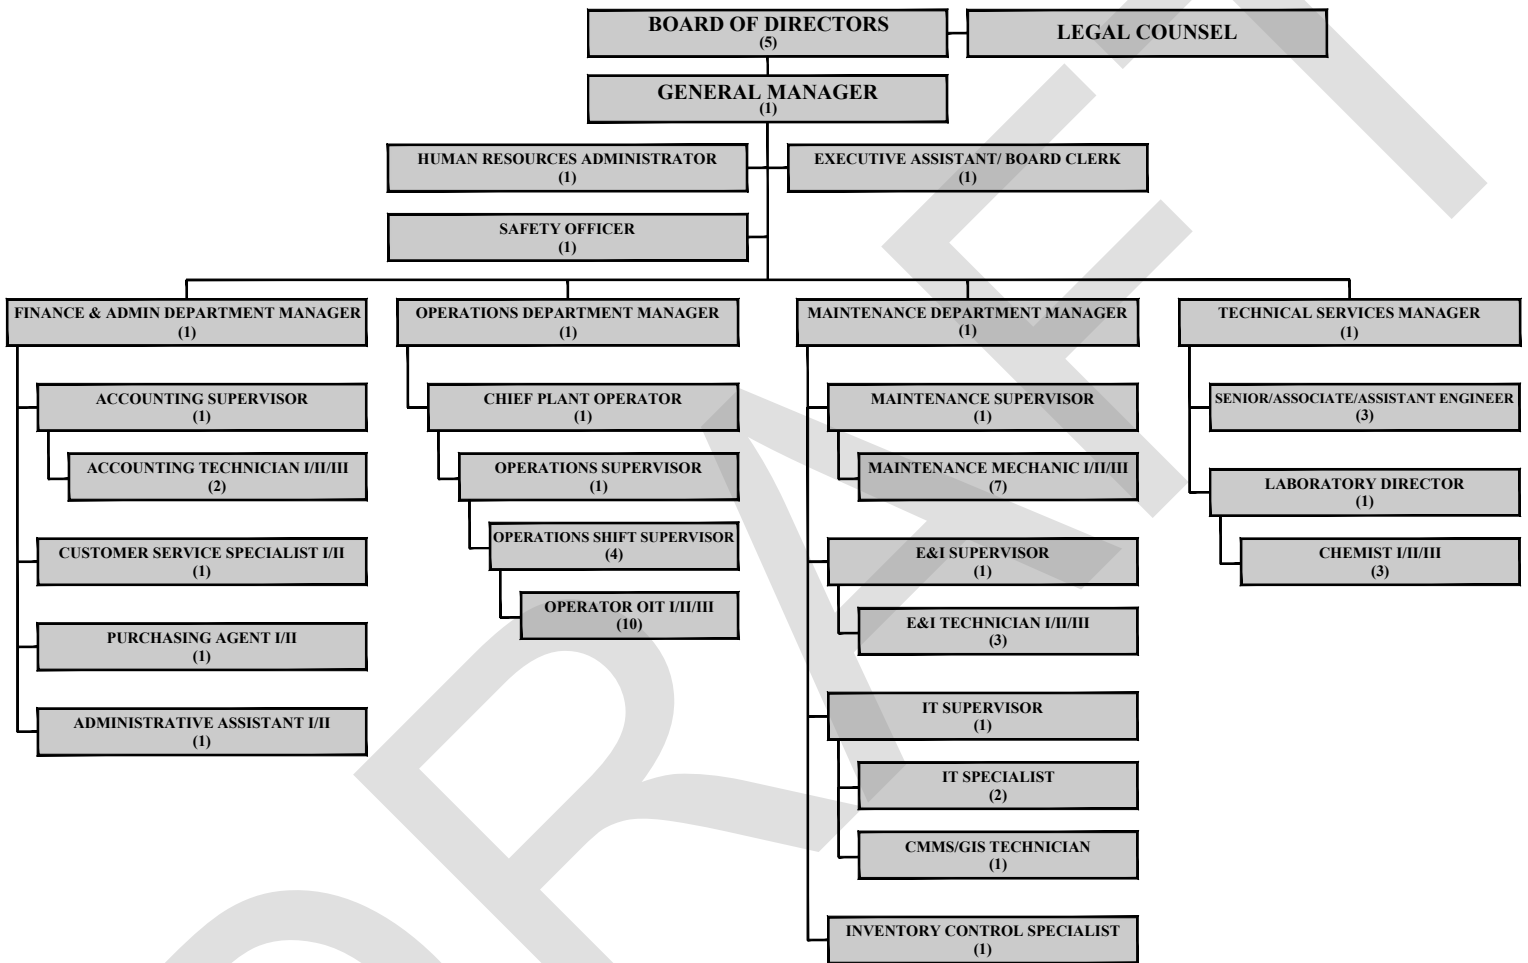 BOARD OF DIRECTORS
(5)
LEGAL COUNSEL
GENERAL MANAGER
(1)
HUMAN RESOURCES ADMINISTRATOR
(1)
EXECUTIVE ASSISTANT/ BOARD CLERK
(1)
SAFETY OFFICER
(1)
FINANCE & ADMIN DEPARTMENT MANAGER
(1)
ACCOUNTING SUPERVISOR
(1)
ACCOUNTING TECHNICIAN I/II/III
(2)
CUSTOMER SERVICE SPECIALIST I/II
(1)
PURCHASING AGENT I/II
(1)
ADMINISTRATIVE ASSISTANT I/II
(1)
OPERATIONS DEPARTMENT MANAGER
(1)
CHIEF PLANT OPERATOR
(1)
OPERATIONS SUPERVISOR
(1)
OPERATIONS SHIFT SUPERVISOR
(4)
OPERATOR OIT I/II/III
(10)
MAINTENANCE DEPARTMENT MANAGER
(1)
MAINTENANCE SUPERVISOR
(1)
MAINTENANCE MECHANIC I/II/III
(7)
E&I SUPERVISOR
(1)
E&I TECHNICIAN I/II/III
(3)
IT SUPERVISOR
(1)
IT SPECIALIST
(2)
CMMS/GIS TECHNICIAN
(1)
INVENTORY CONTROL SPECIALIST
(1)
TECHNICAL SERVICES MANAGER
(1)
SENIOR/ASSOCIATE/ASSISTANT ENGINEER
(3)
LABORATORY DIRECTOR
(1)
CHEMIST I/II/III
(3)
DRAFT